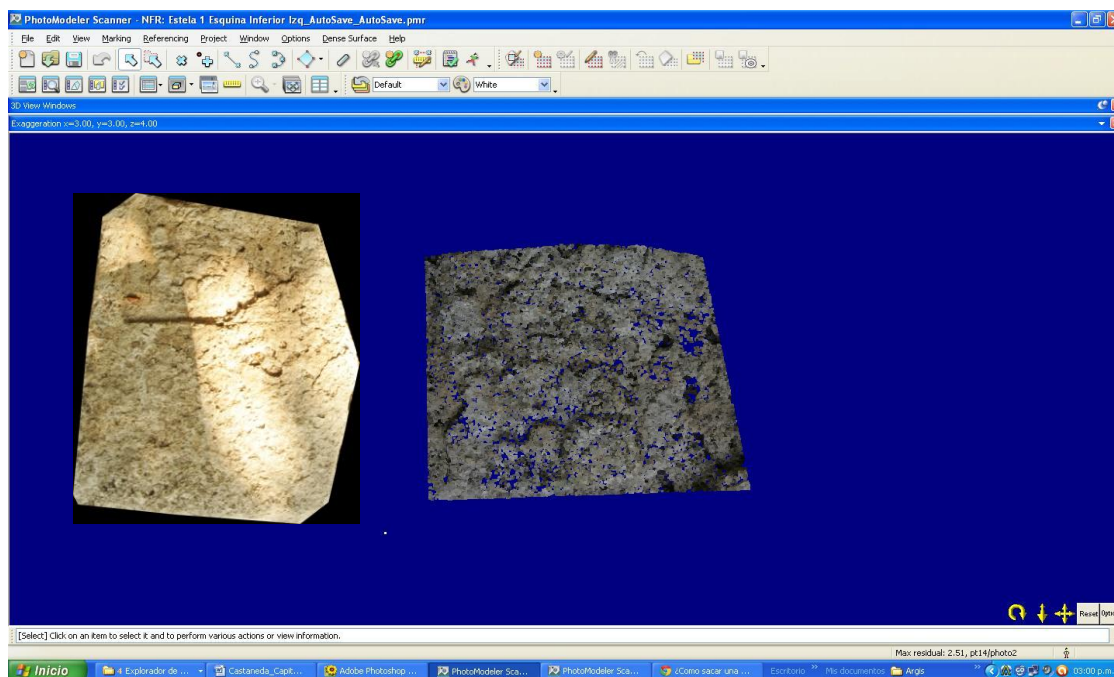 PhotoModeler Scanner - NFR: Estela 1 Esquina Inferior Izq_AutoSave_AutoSave.pmr
File Edit View Marking Referencing Project Window Options Dense Surface Help
Default White
3D View Windows
Exaggeration x=3.00, y=3.00, z=4.00
Reset Optio
[Select] Click on an item to select it and to perform various actions or view information.
Max residual: 2.51, pt14/photo2
Inicio 4 Explorador de ... Castaneda_Capit... Adobe Photoshop ... PhotoModeler Sca... PhotoModeler Sca... ¿Como sacar una ... Escritorio » Mis documentos Argis » 03:00 p.m.